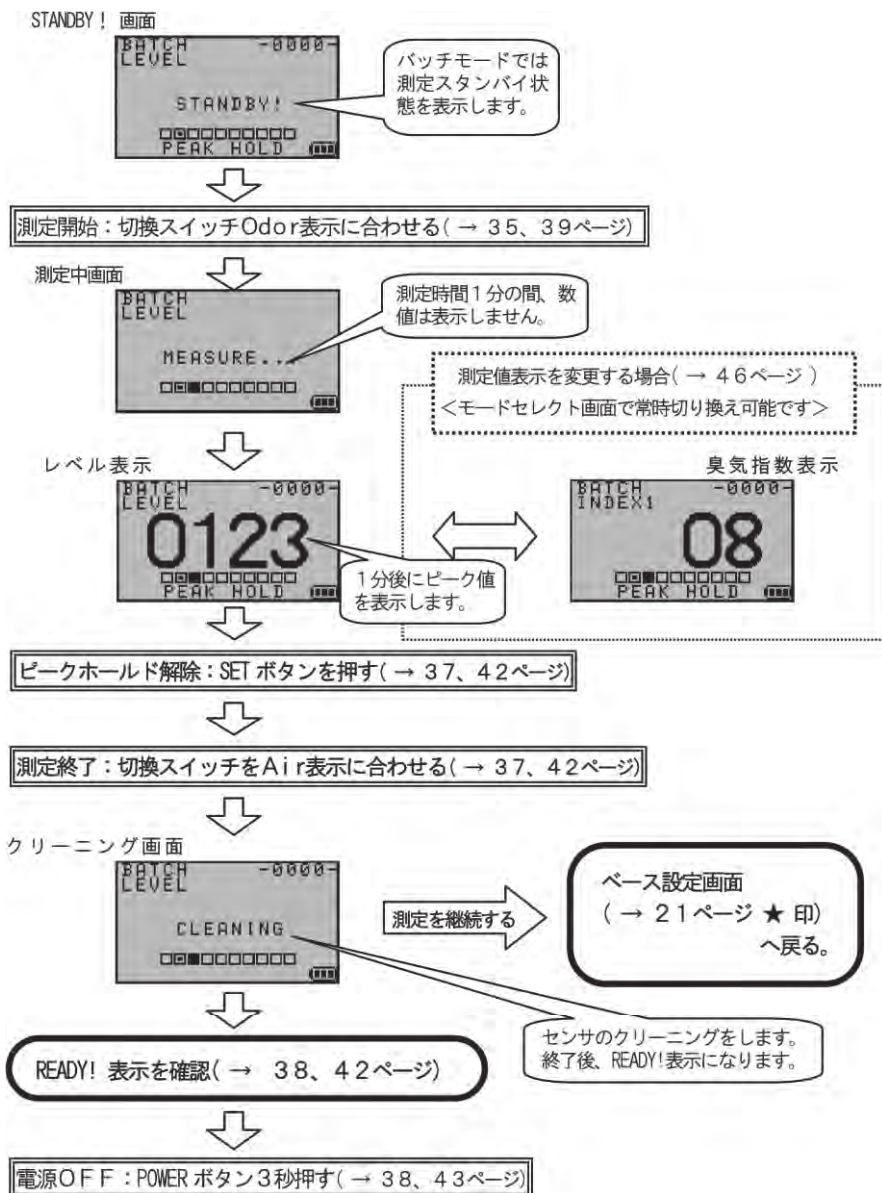 STANDBY! 画面
BATCH -0000-
LEVEL
STANDBY!
PEAK HOLD
バッチモードでは
測定スタンバイ状
態を表示します。
測定開始：切換スイッチOdor表示に合わせる( → 35、39ページ)
測定中画面
BATCH
LEVEL
MEASURE...
測定時間1分の間、数
値は表示しません。
測定値表示を変更する場合( → 46ページ )
<モードセレクト画面で常時切り換え可能です>
レベル表示
BATCH -0000-
LEVEL
0123
PEAK HOLD
1分後にピーク値
を表示します。
臭気指数表示
BATCH -0000-
INDEX1
08
PEAK HOLD
ピークホールド解除：SET ボタンを押す( → 37、42ページ)
測定終了：切換スイッチをAir表示に合わせる( → 37、42ページ)
クリーニング画面
BATCH -0000-
LEVEL
CLEANING
測定を継続する
ベース設定画面
( → 21ページ ★ 印)
へ戻る。
センサのクリーニングをします。
終了後、READY!表示になります。
READY! 表示を確認( → 38、42ページ)
電源OFF：POWER ボタン3秒押す( → 38、43ページ)